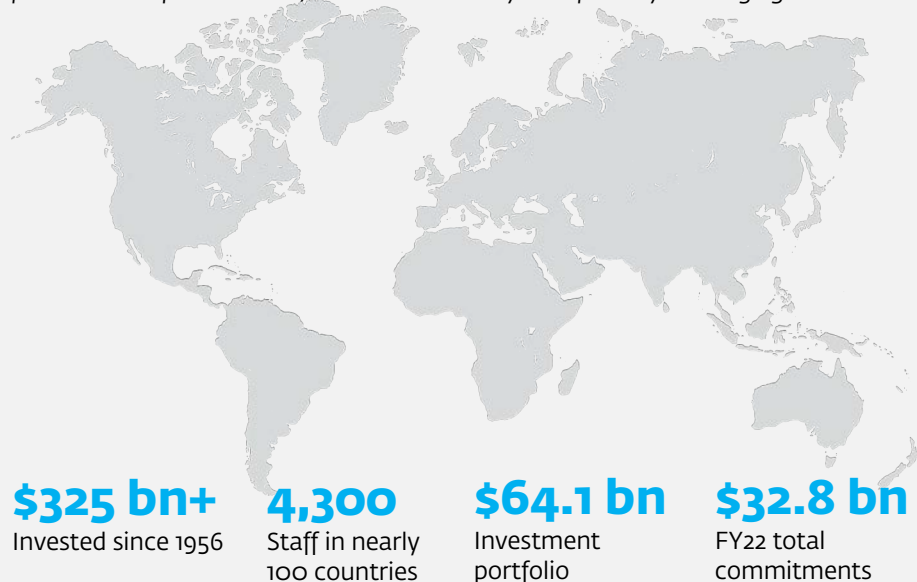 $325 bn+
Invested since 1956
4,300
Staff in nearly
100 countries
$64.1 bn
Investment
portfolio
$32.8 bn
FY22 total
commitments